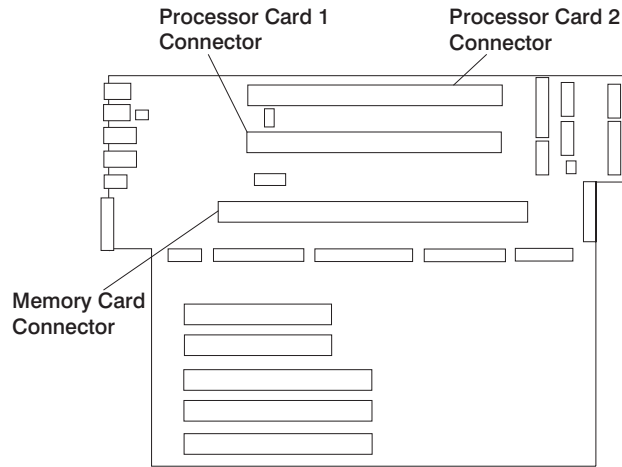 Processor Card 1
Connector
Processor Card 2
Connector
Memory Card
Connector